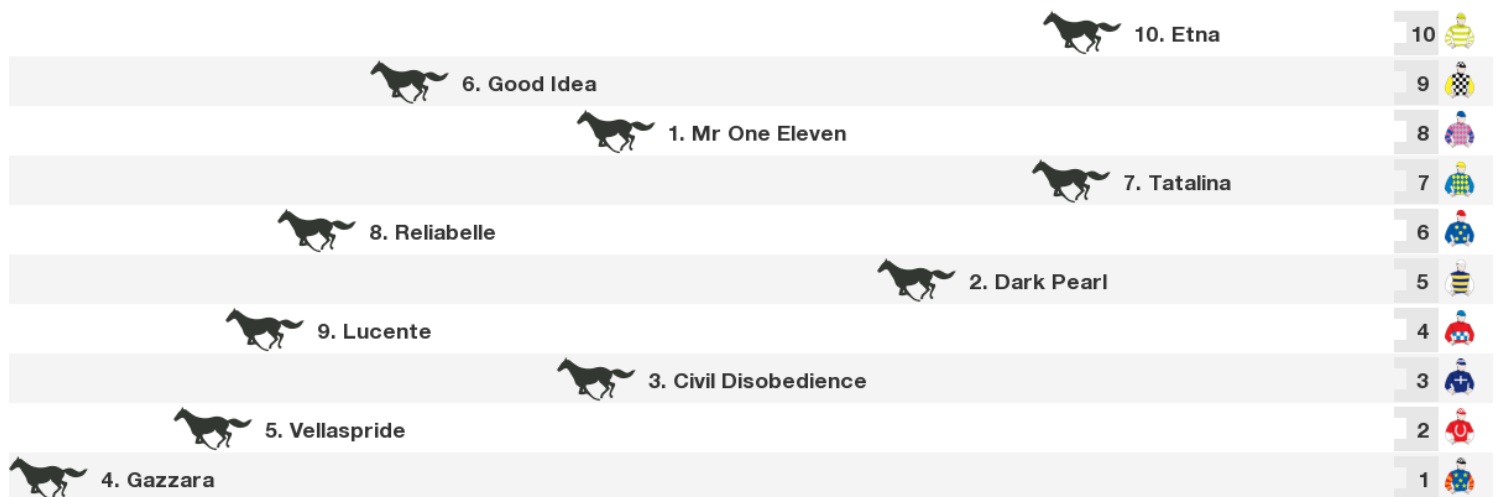 10. Etna 10
6. Good Idea 9
1. Mr One Eleven 8
7. Tatalina 7
8. Reliabelle 6
2. Dark Pearl 5
9. Lucente 4
3. Civil Disobedience 3
5. Vellaspride 2
4. Gazzara 1